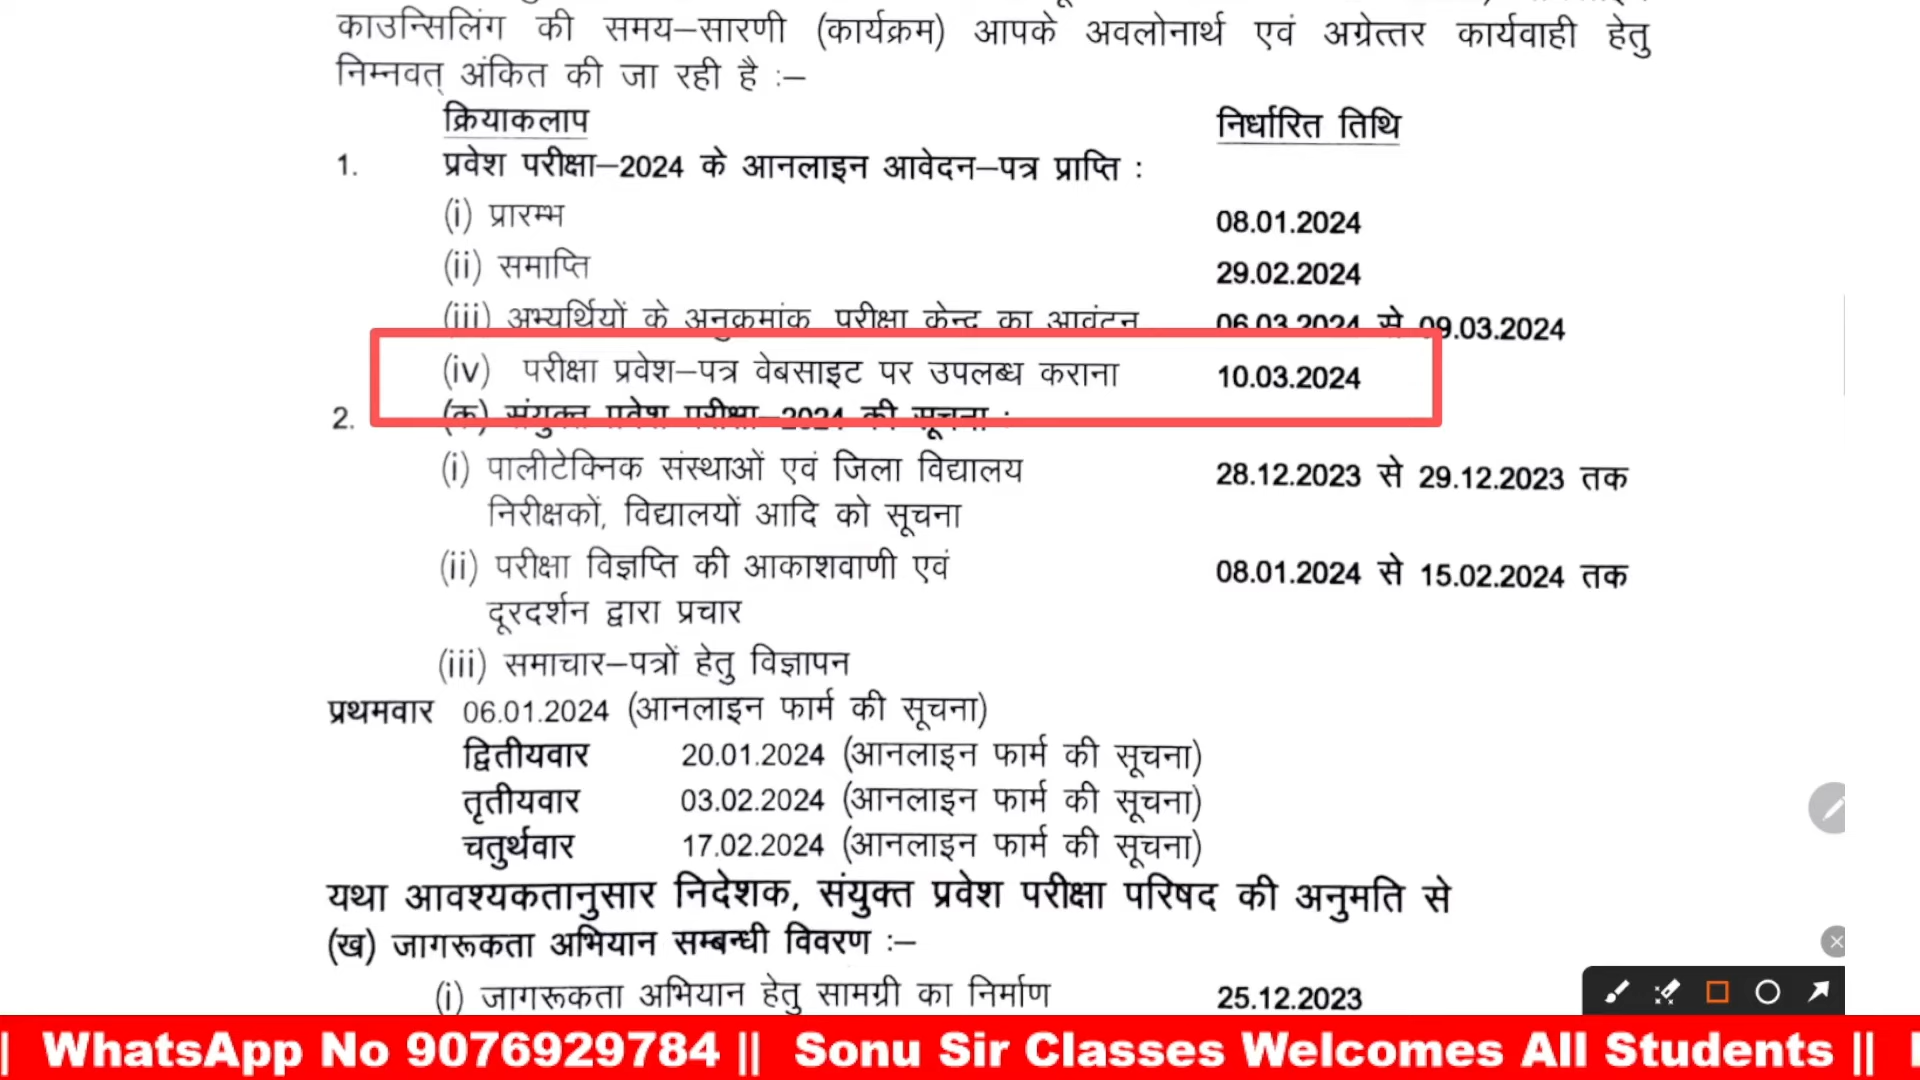 काउन्सिलिंग की समय–सारणी (कार्यक्रम) आपके अवलोनार्थ एवं अग्रेत्तर कार्यवाही हेतु
निम्नवत् अंकित की जा रही है :–
क्रियाकलाप निर्धारित तिथि
1. प्रवेश परीक्षा–2024 के आनलाइन आवेदन–पत्र प्राप्ति :
(i) प्रारम्भ 08.01.2024
(ii) समाप्ति 29.02.2024
(iii) अभ्यर्थियों के अनुक्रमांक परीक्षा केन्द्र का आवंटन 06.03.2024 से 09.03.2024
(iv) परीक्षा प्रवेश–पत्र वेबसाइट पर उपलब्ध कराना 10.03.2024
2. (क) संयुक्त प्रवेश परीक्षा–2024 की सूचना :
(i) पालीटेक्निक संस्थाओं एवं जिला विद्यालय 28.12.2023 से 29.12.2023 तक
निरीक्षकों, विद्यालयों आदि को सूचना
(ii) परीक्षा विज्ञप्ति की आकाशवाणी एवं 08.01.2024 से 15.02.2024 तक
दूरदर्शन द्वारा प्रचार
(iii) समाचार–पत्रों हेतु विज्ञापन
प्रथमवार 06.01.2024 (आनलाइन फार्म की सूचना)
द्वितीयवार 20.01.2024 (आनलाइन फार्म की सूचना)
तृतीयवार 03.02.2024 (आनलाइन फार्म की सूचना)
चतुर्थवार 17.02.2024 (आनलाइन फार्म की सूचना)
यथा आवश्यकतानुसार निदेशक, संयुक्त प्रवेश परीक्षा परिषद की अनुमति से
(ख) जागरूकता अभियान सम्बन्धी विवरण :–
(i) जागरूकता अभियान हेतु सामग्री का निर्माण 25.12.2023
| WhatsApp No 9076929784 || Sonu Sir Classes Welcomes All Students ||